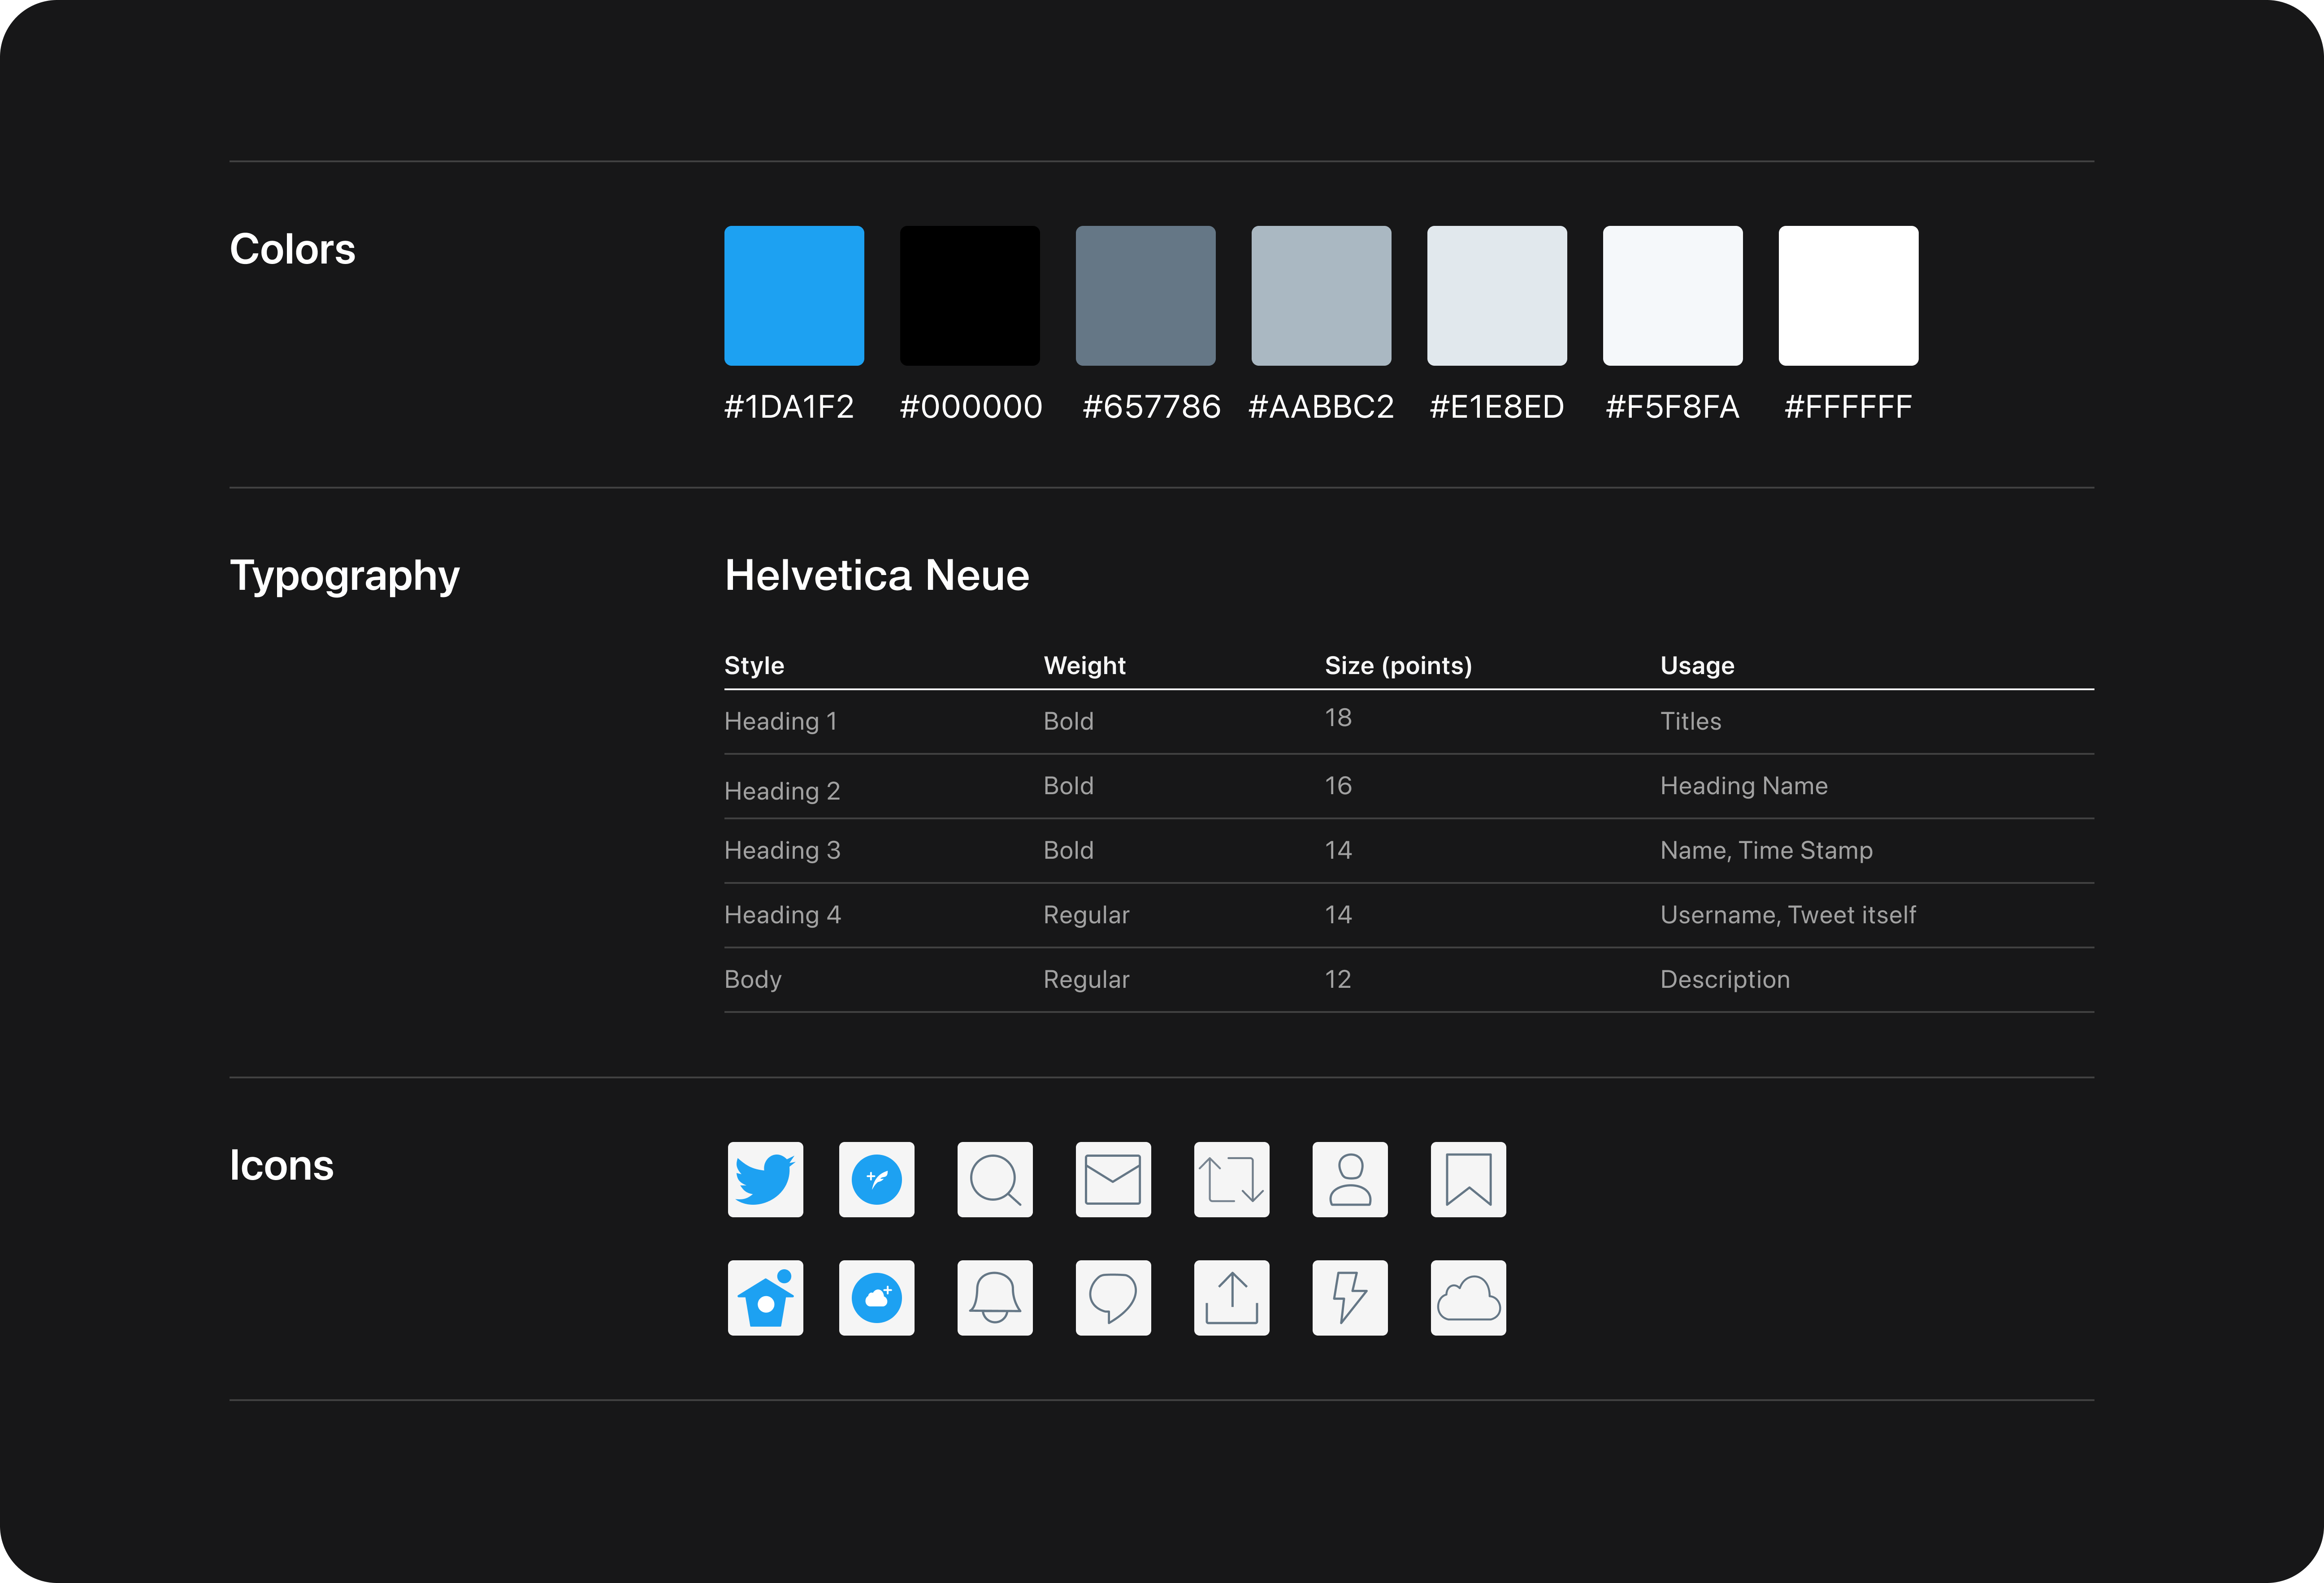 Colors
#1DA1F2 #000000 #657786 #AABBC2 #E1E8ED #F5F8FA #FFFFFF
Typography
Helvetica Neue
Style Weight Size (points) Usage
Heading 1 Bold 18 Titles
Heading 2 Bold 16 Heading Name
Heading 3 Bold 14 Name, Time Stamp
Heading 4 Regular 14 Username, Tweet itself
Body Regular 12 Description
Icons